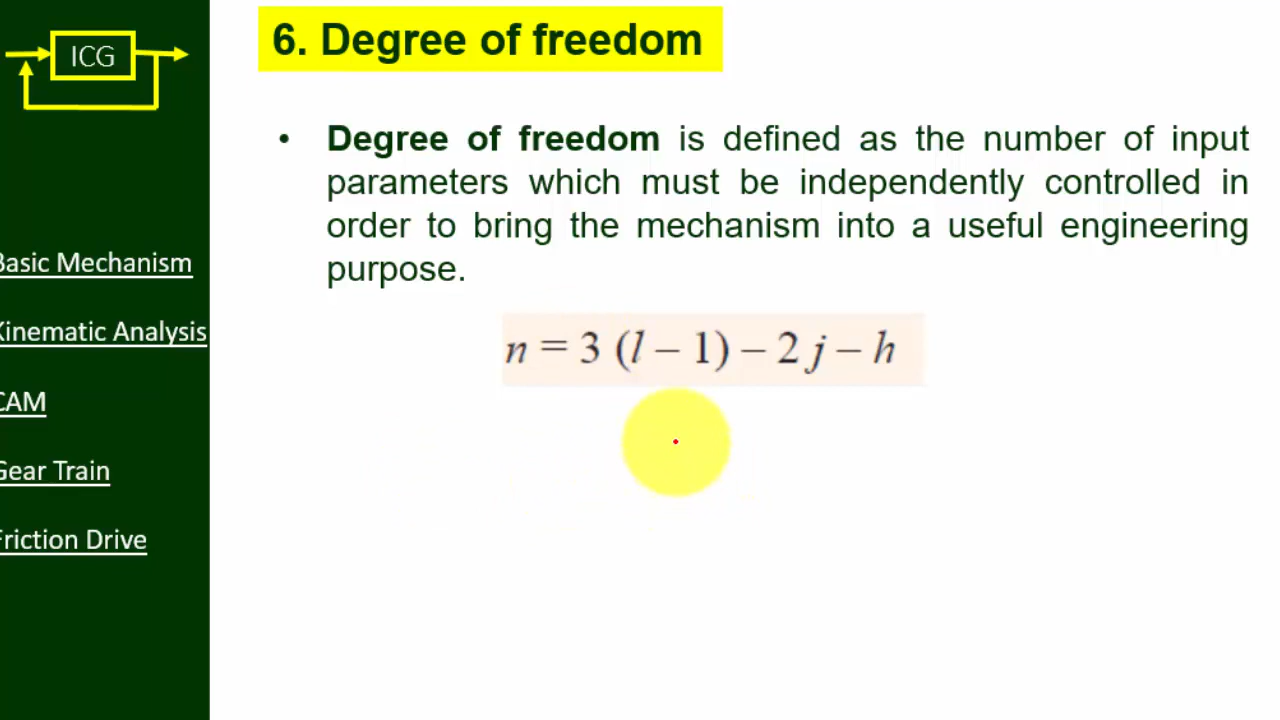 ICG
6. Degree of freedom
• Degree of freedom is defined as the number of input
parameters which must be independently controlled in
order to bring the mechanism into a useful engineering
purpose.
n = 3 (l – 1) – 2 j – h
Basic Mechanism
Kinematic Analysis
CAM
Gear Train
Friction Drive